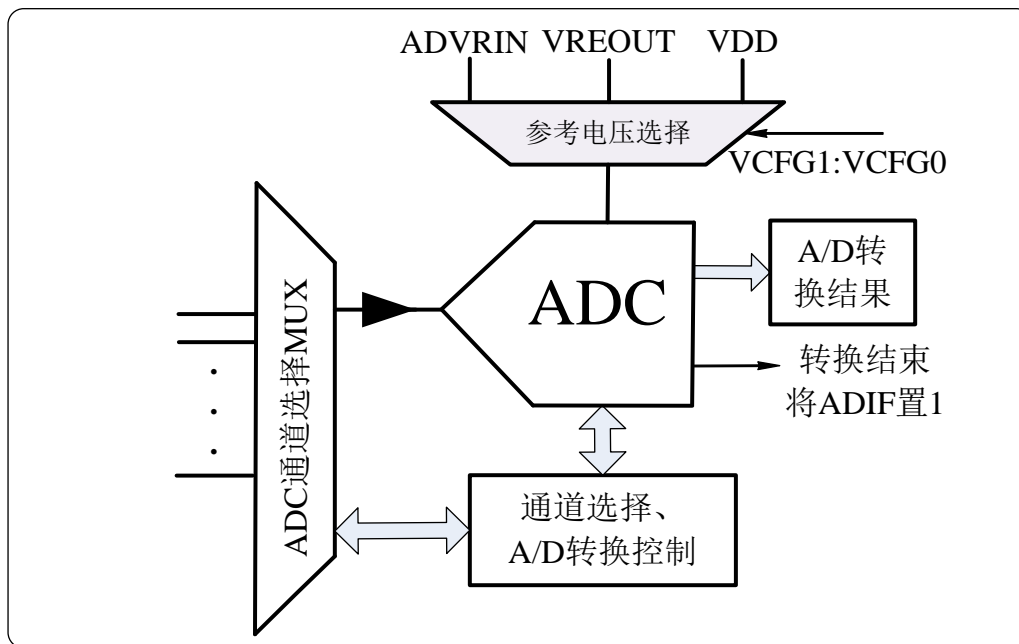 ADVRIN VREOUT VDD
参考电压选择
VCFG1:VCFG0
ADC通道选择MUX
ADC
A/D转
换结果
转换结束
将ADIF置1
通道选择、
A/D转换控制